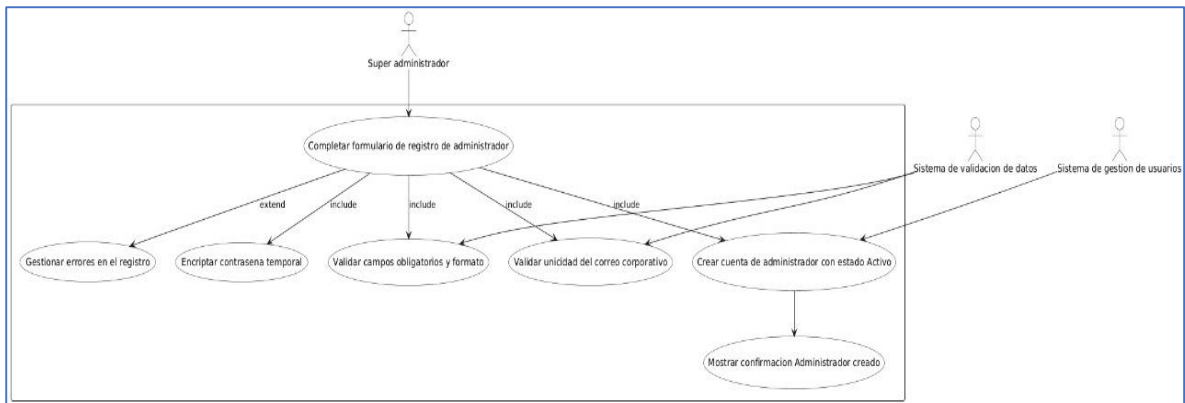 Super administrador
Completar formulario de registro de administrador
Sistema de validacion de datos
Sistema de gestion de usuarios
extend
include
include
include
include
Gestionar errores en el registro
Encriptar contrasena temporal
Validar campos obligatorios y formato
Validar unicidad del correo corporativo
Crear cuenta de administrador con estado Activo
Mostrar confirmacion Administrador creado